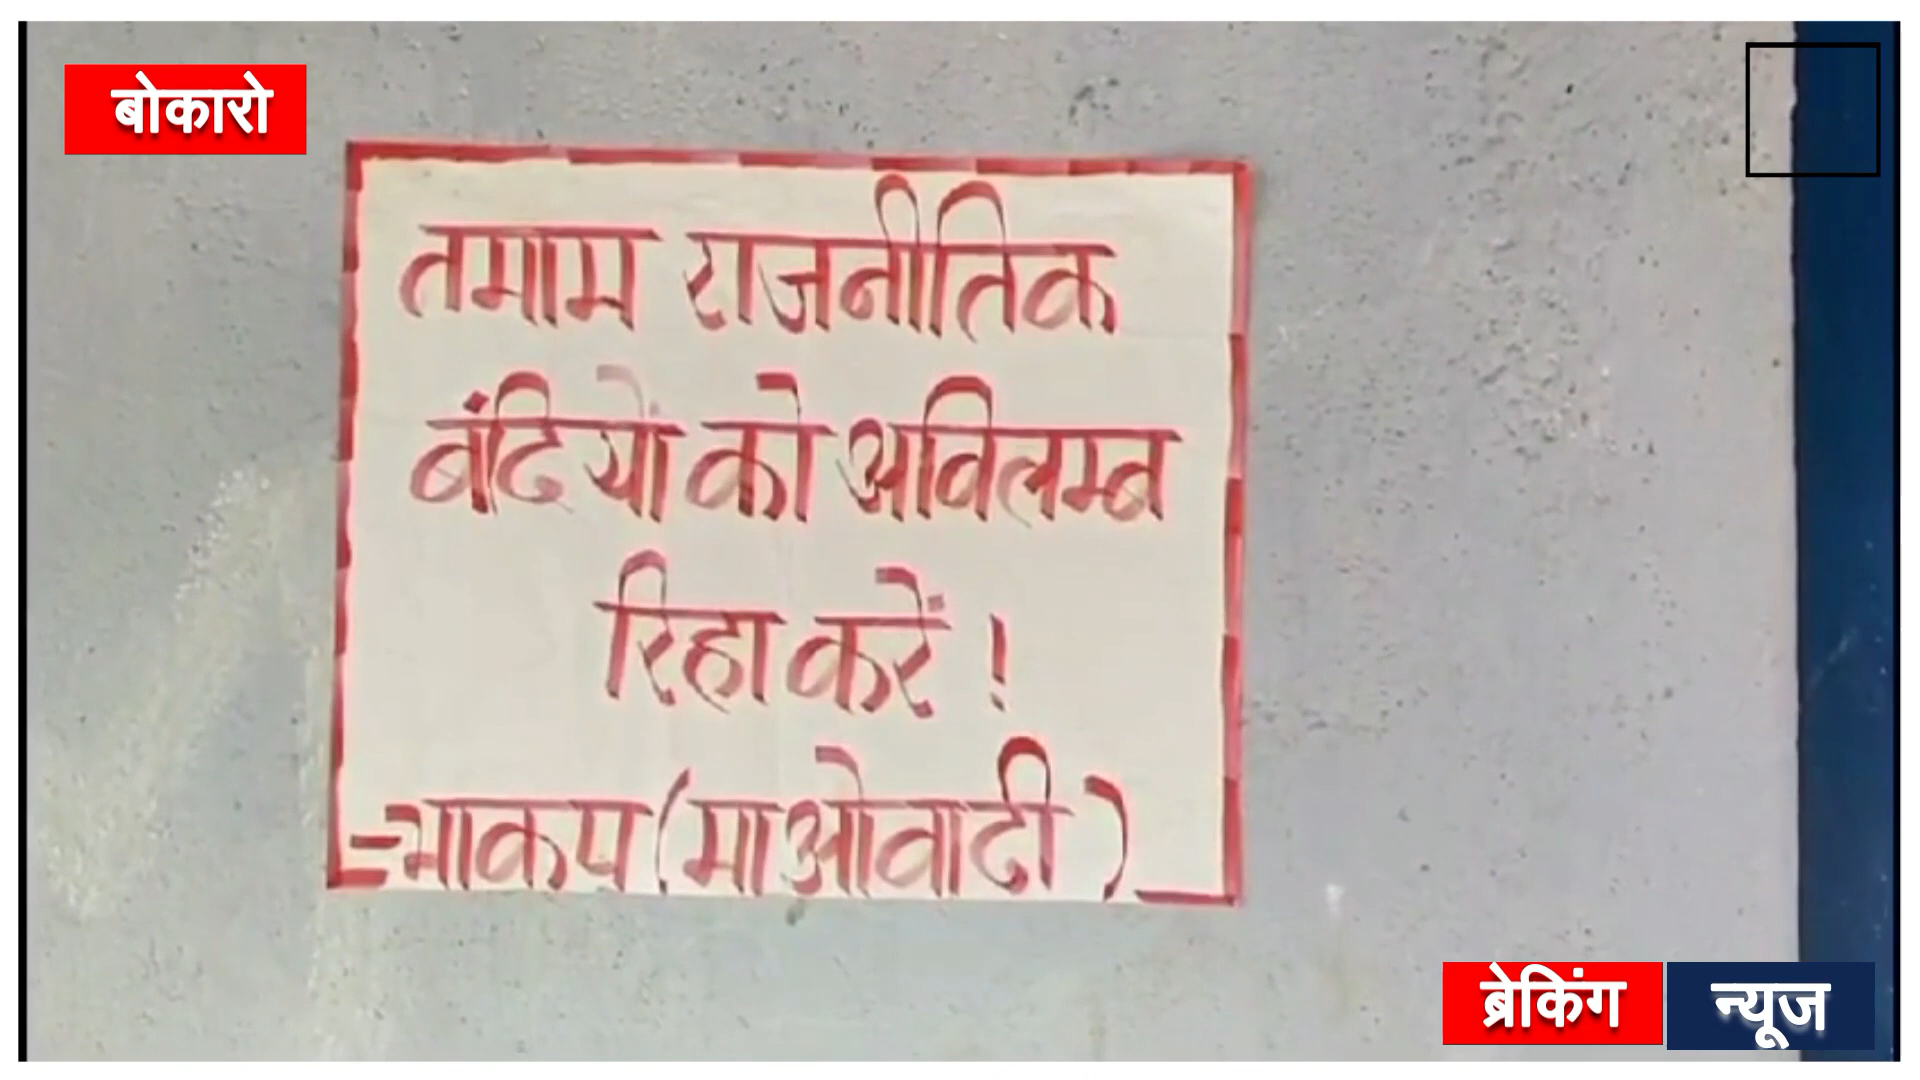 बोकारो
तमाम राजनीतिक
बंदियों को अविलम्ब
रिहा करें !
-भाकपा (माओवादी)
ब्रेकिंग न्यूज